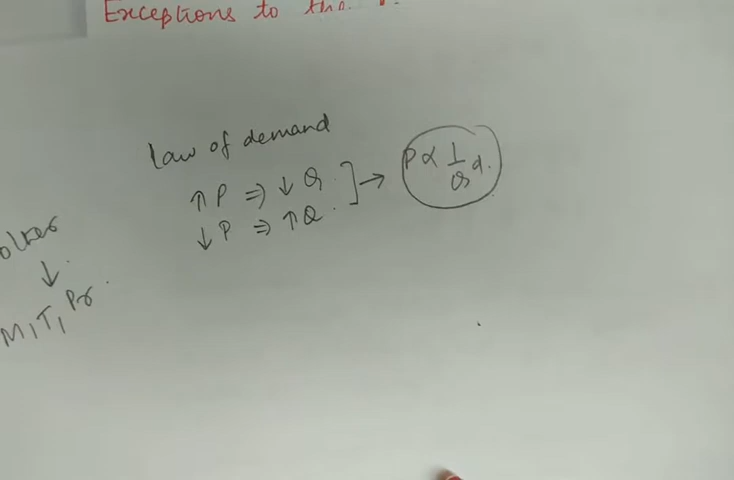 Exceptions to the
law of demand
↑ P ⇒ ↓ Q
↓ P ⇒ ↑ Q
] → P ∝ 1/Qd.
↓
M, T, Pr